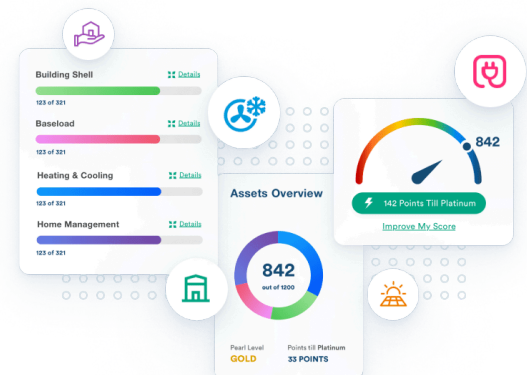 Building Shell
Details
123 of 321
Baseload
Details
123 of 321
Heating & Cooling
Details
123 of 321
Home Management
Details
123 of 321
Assets Overview
842
out of 1200
Pearl Level
GOLD
Points till Platinum
33 POINTS
842
142 Points Till Platinum
Improve My Score